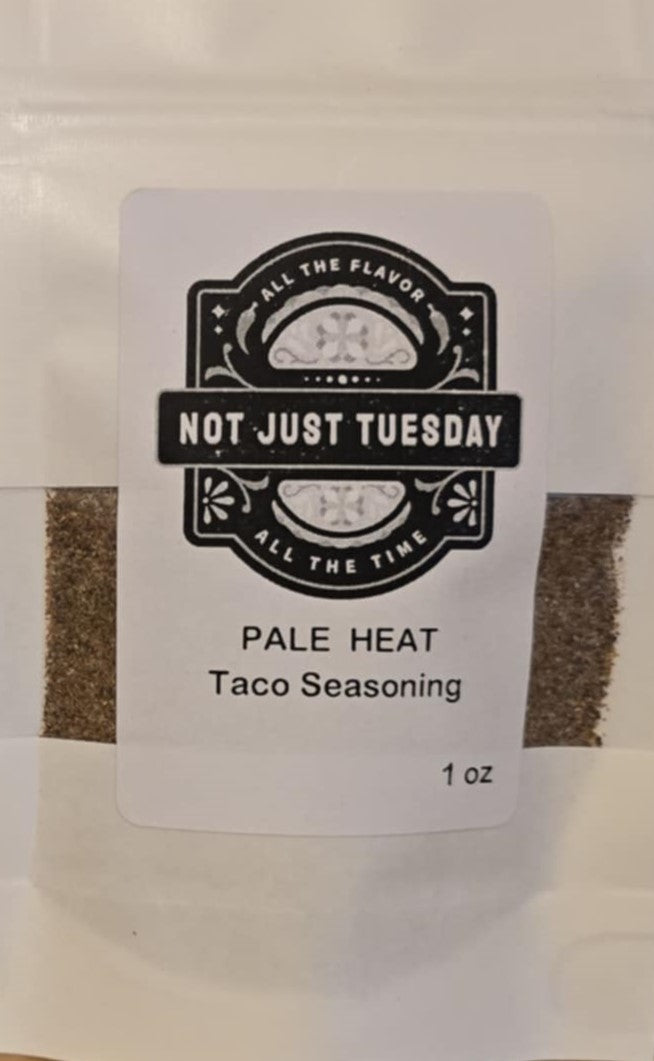 ALL THE FLAVOR
NOT JUST TUESDAY
ALL THE TIME
PALE HEAT
Taco Seasoning
1 oz